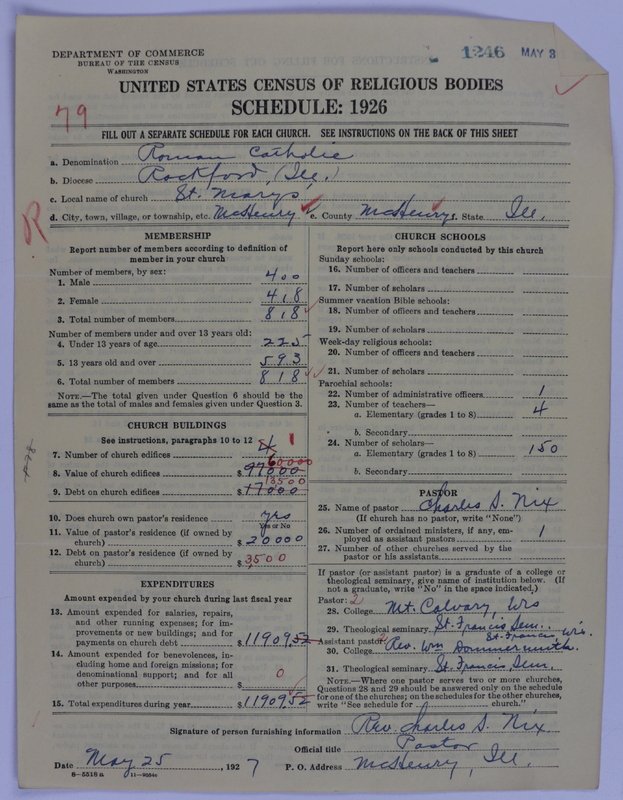 DEPARTMENT OF COMMERCE
BUREAU OF THE CENSUS
WASHINGTON
1246 MAY 3
UNITED STATES CENSUS OF RELIGIOUS BODIES
SCHEDULE: 1926
79
FILL OUT A SEPARATE SCHEDULE FOR EACH CHURCH. SEE INSTRUCTIONS ON THE BACK OF THIS SHEET
a. Denomination Roman Catholic
b. Diocese Rockford, (Ill.)
c. Local name of church St. Marys'
d. City, town, village, or township, etc. McHenry e. County McHenry f. State Ill.
R
MEMBERSHIP
Report number of members according to definition of
member in your church
Number of members, by sex:
1. Male 400
2. Female 418
3. Total number of members 818
Number of members under and over 13 years old:
4. Under 13 years of age 225
5. 13 years old and over 593
6. Total number of members 818
NOTE.—The total given under Question 6 should be the
same as the total of males and females given under Question 3.
CHURCH BUILDINGS
See instructions, paragraphs 10 to 12
7. Number of church edifices 4 1
60000
8. Value of church edifices $97000
13500
9. Debt on church edifices $17000
10. Does church own pastor's residence yes
Yes or No
11. Value of pastor's residence (if owned by
church) $20000
12. Debt on pastor's residence (if owned by
church) $3,500
EXPENDITURES
Amount expended by your church during last fiscal year
13. Amount expended for salaries, repairs,
and other running expenses; for im-
provements or new buildings; and for
payments on church debt $11909.52
14. Amount expended for benevolences, in-
cluding home and foreign missions; for
denominational support; and for all
other purposes $ 0
15. Total expenditures during year $11909.52
CHURCH SCHOOLS
Report here only schools conducted by this church
Sunday schools:
16. Number of officers and teachers
17. Number of scholars
Summer vacation Bible schools:
18. Number of officers and teachers
19. Number of scholars
Week-day religious schools:
20. Number of officers and teachers
21. Number of scholars
Parochial schools:
22. Number of administrative officers 1
23. Number of teachers—
a. Elementary (grades 1 to 8) 4
b. Secondary
24. Number of scholars—
a. Elementary (grades 1 to 8) 150
b. Secondary
PASTOR
25. Name of pastor Charles S. Nix
(If church has no pastor, write "None")
26. Number of ordained ministers, if any, em-
ployed as assistant pastors 1
27. Number of other churches served by the
pastor or his assistants
If pastor (or assistant pastor) is a graduate of a college or
theological seminary, give name of institution below. (If
not a graduate, write "No" in the space indicated.)
Pastor: 2
28. College Mt. Calvary, Wis
29. Theological seminary St. Francis Sem. St. Francis, Wis.
Assistant pastor: Rev. Wm
30. College
31. Theological seminary St. Francis Sem.
NOTE.—Where one pastor serves two or more churches,
Questions 28 and 29 should be answered only on the schedule
for one of the churches; on the schedules for the other churches,
write "See schedule for church."
Signature of person furnishing information Rev. Charles S. Nix
Official title Pastor
Date May 25, 1927 P. O. Address McHenry, Ill.
8—5518 a